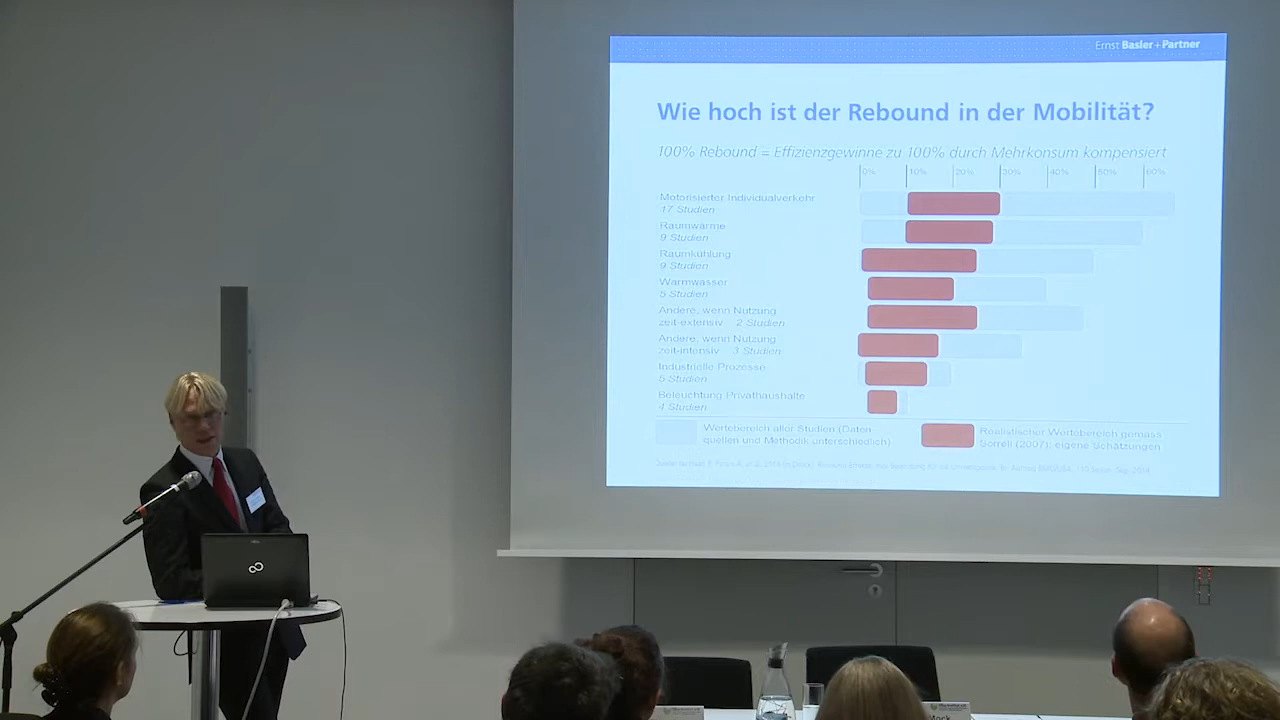 Ernst Basler + Partner
Wie hoch ist der Rebound in der Mobilität?
100% Rebound = Effizienzgewinne zu 100% durch Mehrkonsum kompensiert
0% 10% 20% 30% 40% 50% 60%
Motorisierter Individualverkehr
17 Studien
Raumwärme
9 Studien
Raumkühlung
9 Studien
Warmwasser
5 Studien
Andere, wenn Nutzung
zeit-extensiv 2 Studien
Andere, wenn Nutzung
zeit-intensiv 3 Studien
Industrielle Prozesse
5 Studien
Beleuchtung Privathaushalte
4 Studien
Wertebereich aller Studien (Daten
quellen und Methodik unterschiedlich)
Realistischer Wertebereich gemäss
Sorrell (2007); eigene Schätzungen